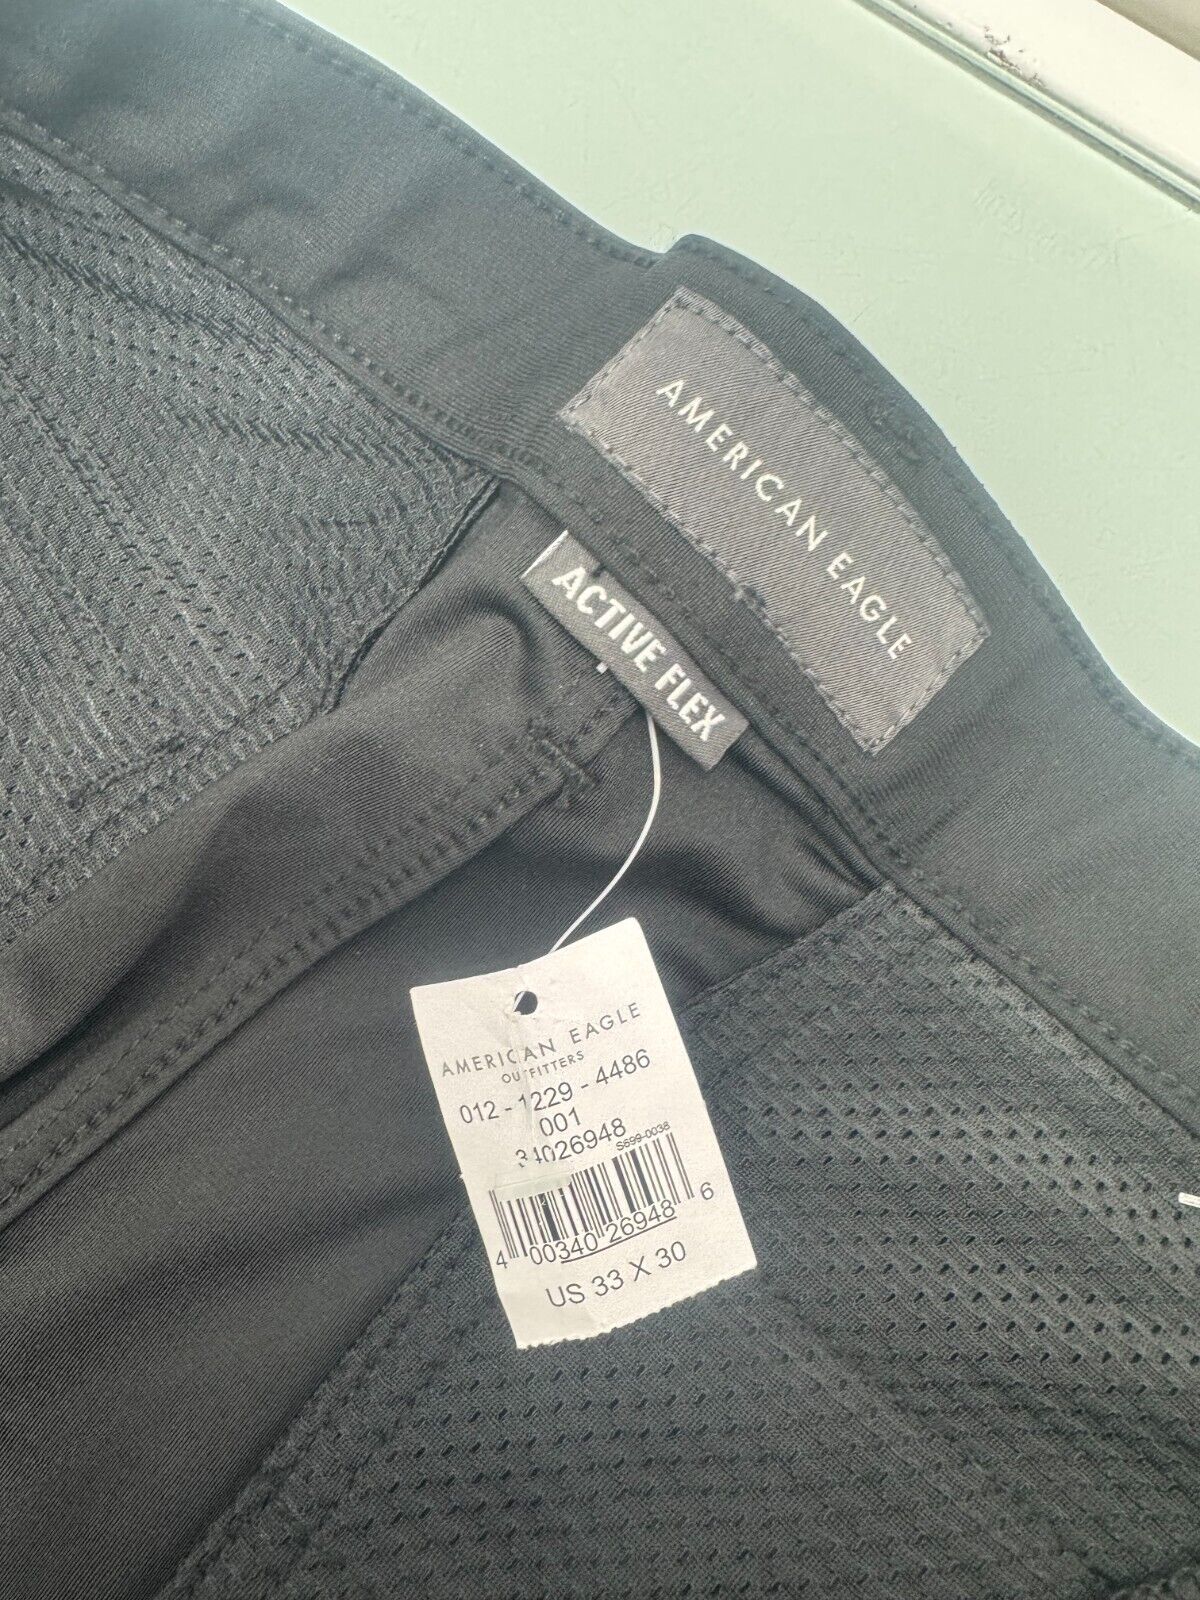 AMERICAN EAGLE
ACTIVE FLEX
AMERICAN EAGLE
OUTFITTERS
012-1229-4486
001
34026948
S699-0036
4 00340 26948 6
US 33 X 30